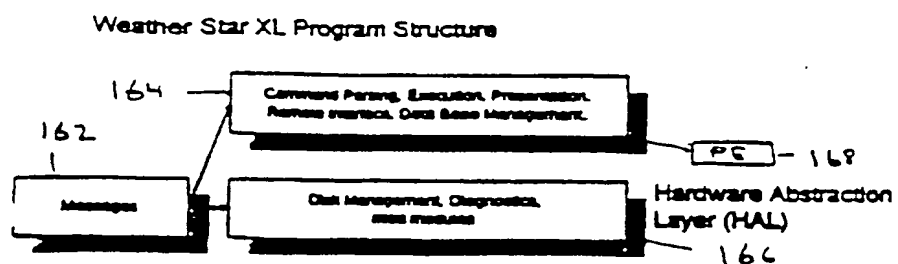 Weather Star XL Program Structure
164
Command Parsing, Execution, Presentation,
Remote Interface, Data Base Management,
162
PE
168
Messages
Disk Management, Diagnostics,
modules
Hardware Abstraction
Layer (HAL)
166